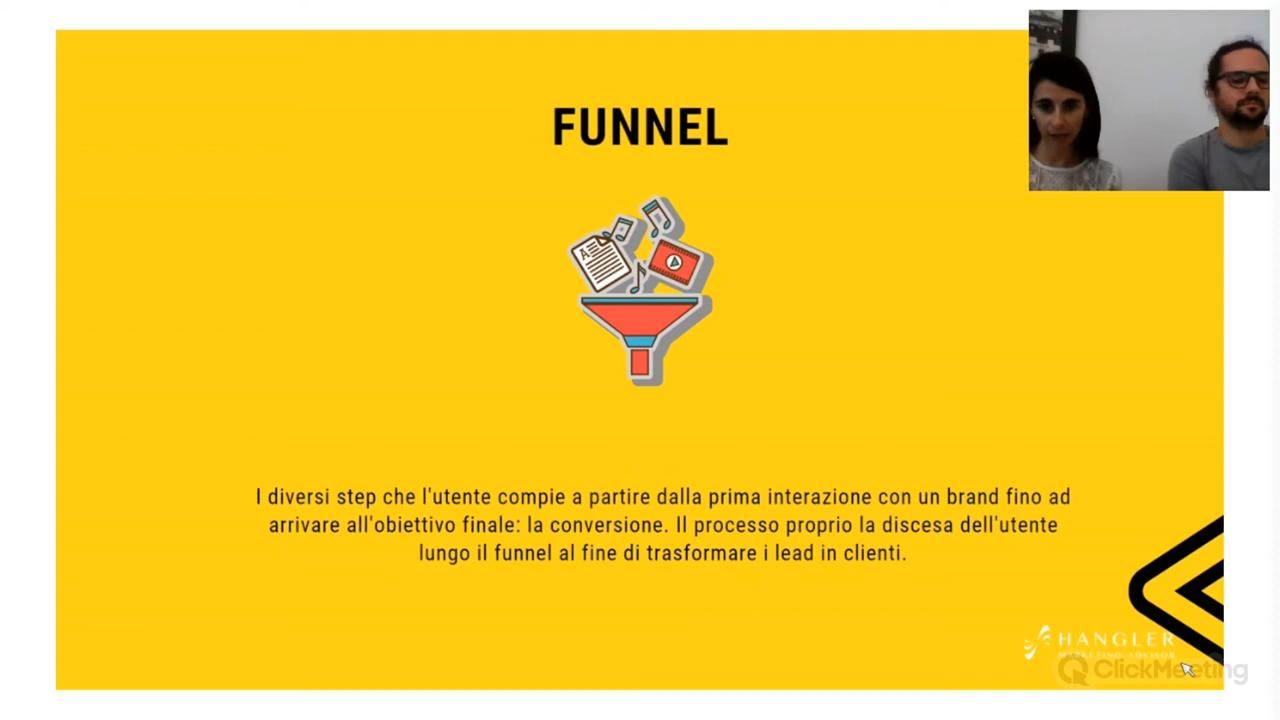 FUNNEL
A
I diversi step che l'utente compie a partire dalla prima interazione con un brand fino ad
arrivare all'obiettivo finale: la conversione. Il processo proprio la discesa dell'utente
lungo il funnel al fine di trasformare i lead in clienti.
HANGLER
MARKETING ADVISOR
ClickMeeting